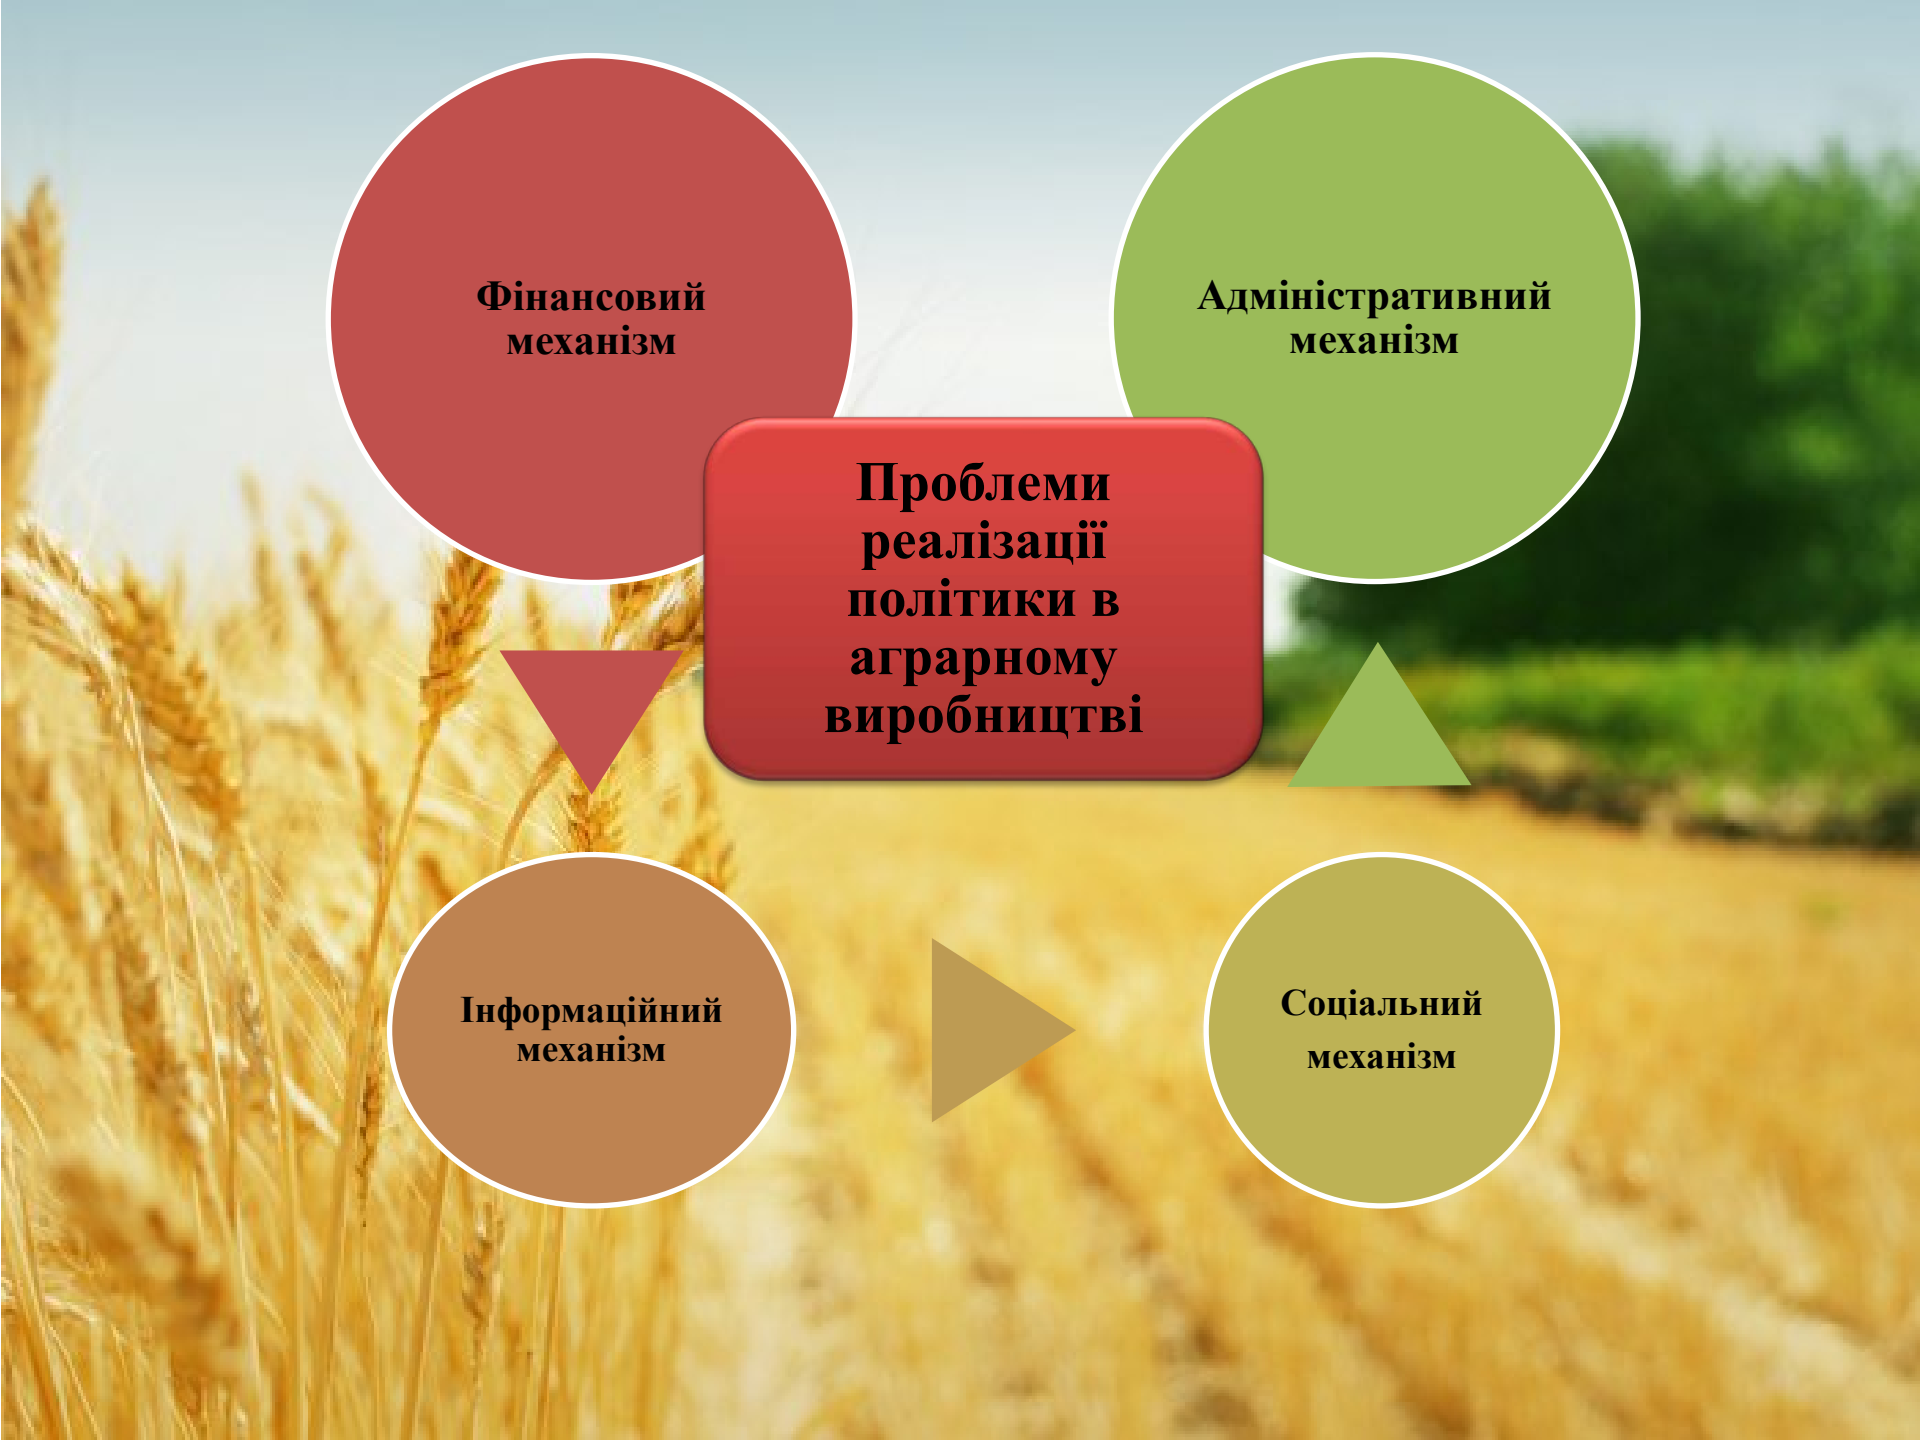 Фінансовий
механізм
Адміністративний
механізм
Проблеми
реалізації
політики в
аграрному
виробництві
Інформаційний
механізм
Соціальний
механізм